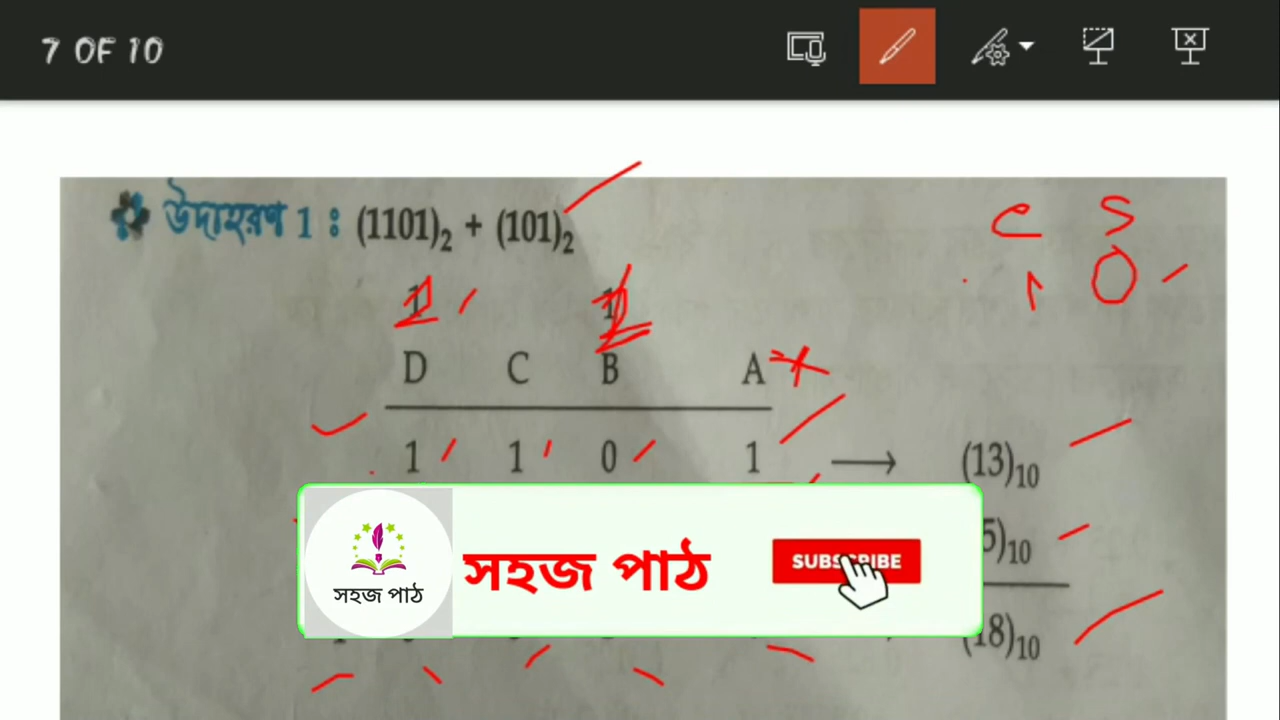 7 OF 10
উদাহরণ 1 : (1101)₂ + (101)₂
C S
1 1 1 0
D C B A
1 1 0 1 → (13)₁₀
5)₁₀
সহজ পাঠ
সহজ পাঠ
SUBSCRIBE
(18)₁₀